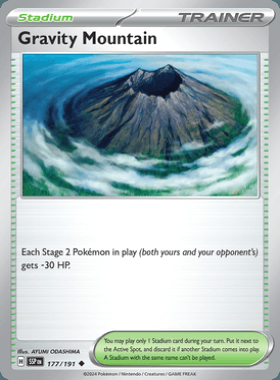 Stadium
TRAINER
Gravity Mountain
Each Stage 2 Pokémon in play (both yours and your opponent's)
gets -30 HP.
Illus. AYUMI ODASHIMA
H SSP EN 177/191 ◆
You may play only 1 Stadium card during your turn. Put it next to
the Active Spot, and discard it if another Stadium comes into play.
A Stadium with the same name can't be played.
©2024 Pokémon / Nintendo / Creatures / GAME FREAK